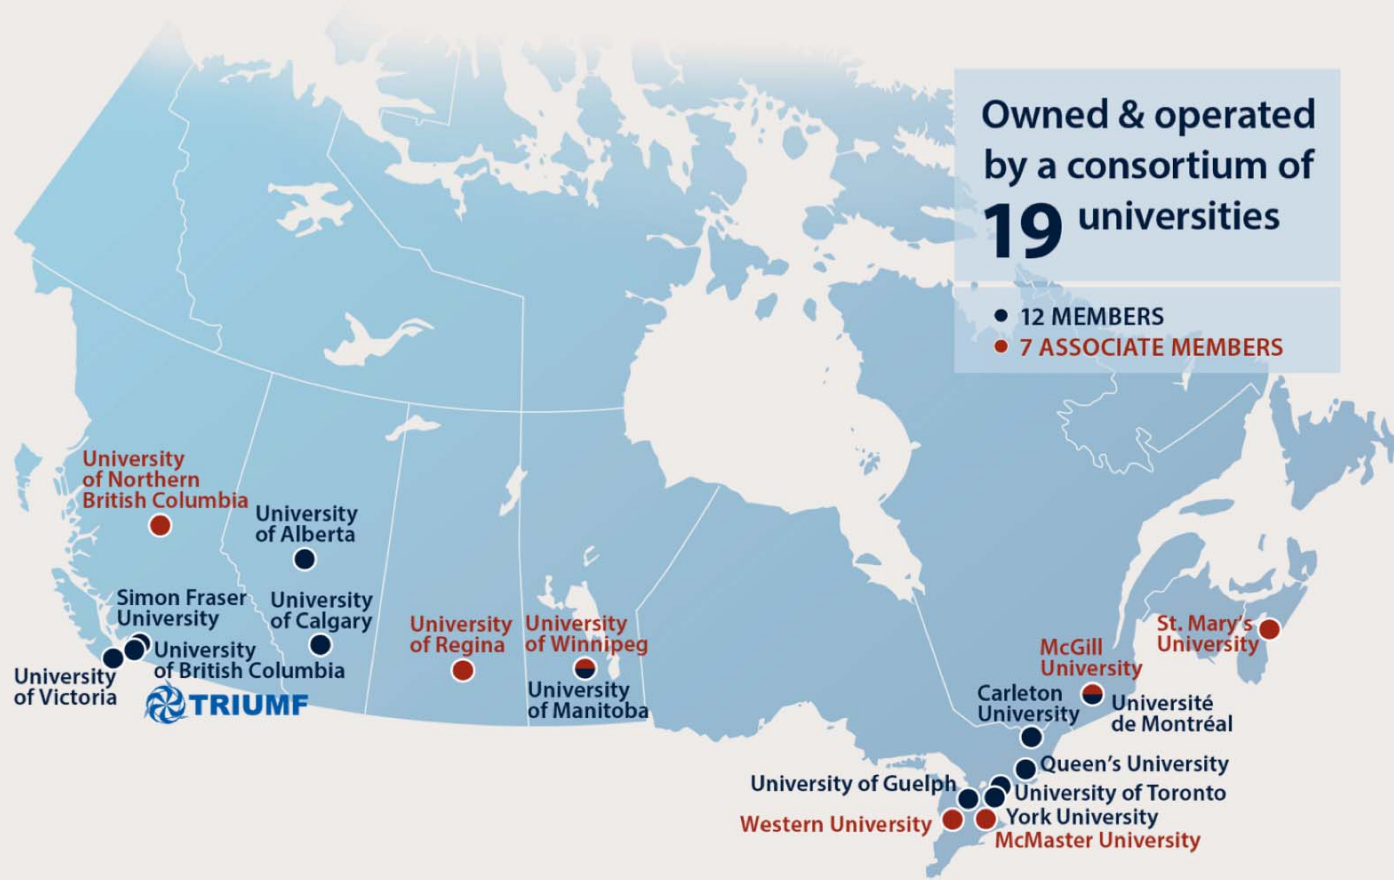 Owned & operated
by a consortium of
19 universities
12 MEMBERS
7 ASSOCIATE MEMBERS
University
of Northern
British Columbia
University
of Alberta
Simon Fraser
University
University
of Calgary
University
of British Columbia
University
of Victoria
TRIUMF
University
of Regina
University
of Winnipeg
University
of Manitoba
St. Mary's
University
McGill
University
Carleton
University
Université
de Montréal
Queen's University
University of Guelph
University of Toronto
York University
Western University
McMaster University